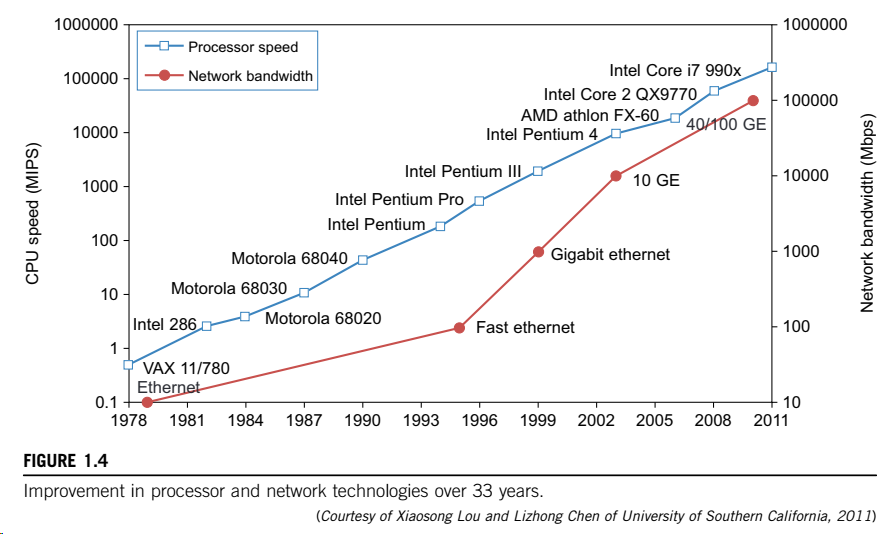 1000000
100000
10000
1000
100
10
1
0.1
CPU speed (MIPS)
Processor speed
Network bandwidth
Intel Core i7 990x
Intel Core 2 QX9770
AMD athlon FX-60
40/100 GE
Intel Pentium 4
Intel Pentium III
10 GE
Intel Pentium Pro
Intel Pentium
Motorola 68040
Gigabit ethernet
Motorola 68030
Intel 286
Motorola 68020
Fast ethernet
VAX 11/780
Ethernet
1000000
100000
10000
1000
100
10
Network bandwidth (Mbps)
1978 1981 1984 1987 1990 1993 1996 1999 2002 2005 2008 2011
FIGURE 1.4
Improvement in processor and network technologies over 33 years.
(Courtesy of Xiaosong Lou and Lizhong Chen of University of Southern California, 2011)